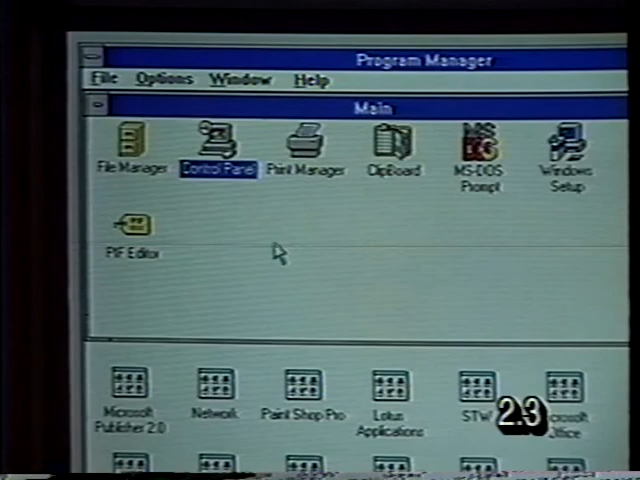 Program Manager
File Options Window Help
Main
File Manager Control Panel Print Manager ClipBoard MS-DOS Prompt Windows Setup
PIF Editor
Microsoft Publisher 2.0 Network Paint Shop Pro Lotus Applications STW Office
2.3